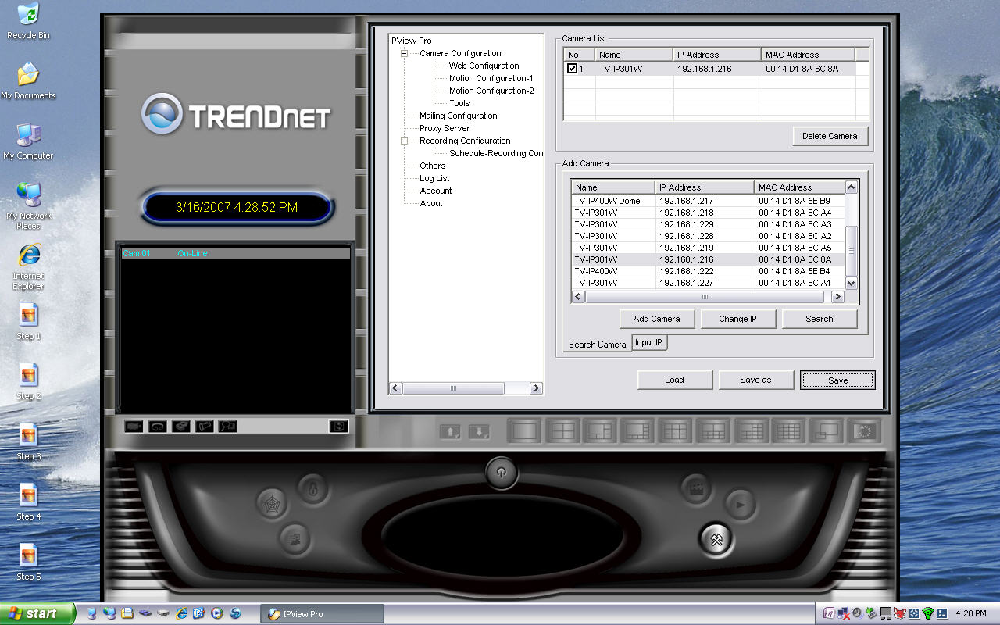 Recycle Bin
My Documents
My Computer
My Network
Places
Internet
Explorer
Step 1
Step 2
Step 3
Step 4
Step 5
TRENDNET
3/16/2007 4:28:52 PM
Cam 01 On-Line
IPView Pro
Camera Configuration
Web Configuration
Motion Configuration-1
Motion Configuration-2
Tools
Mailing Configuration
Proxy Server
Recording Configuration
Schedule-Recording Con
Others
Log List
Account
About
Camera List
No. Name IP Address MAC Address
1 TV-IP301W 192.168.1.216 00 14 D1 8A 6C 8A
Delete Camera
Add Camera
Name IP Address MAC Address
TV-IP400W Dome 192.168.1.217 00 14 D1 8A 5E B9
TV-IP301W 192.168.1.218 00 14 D1 8A 6C A4
TV-IP301W 192.168.1.229 00 14 D1 8A 6C A3
TV-IP301W 192.168.1.228 00 14 D1 8A 6C A2
TV-IP301W 192.168.1.219 00 14 D1 8A 6C A5
TV-IP301W 192.168.1.216 00 14 D1 8A 6C 8A
TV-IP400W 192.168.1.222 00 14 D1 8A 5E B4
TV-IP301W 192.168.1.227 00 14 D1 8A 6C A1
Add Camera Change IP Search
Search Camera Input IP
Load Save as Save
start IPView Pro 4:28 PM